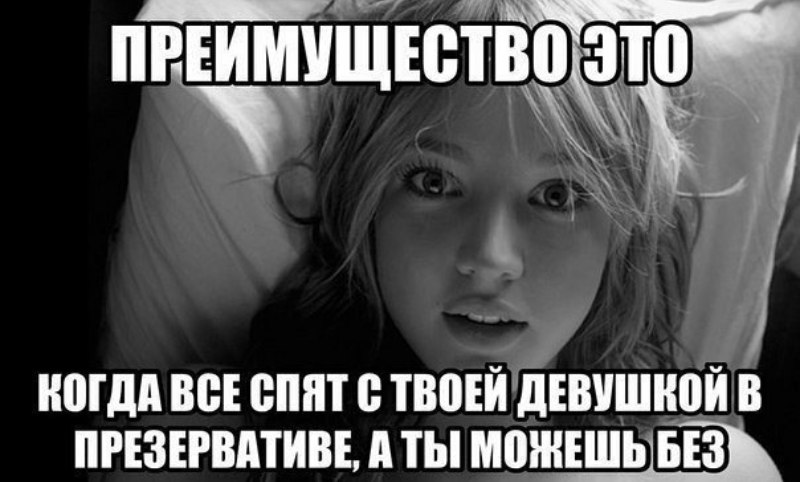 ПРЕИМУЩЕСТВО ЭТО
КОГДА ВСЕ СПЯТ С ТВОЕЙ ДЕВУШКОЙ В
ПРЕЗЕРВАТИВЕ, А ТЫ МОЖЕШЬ БЕЗ